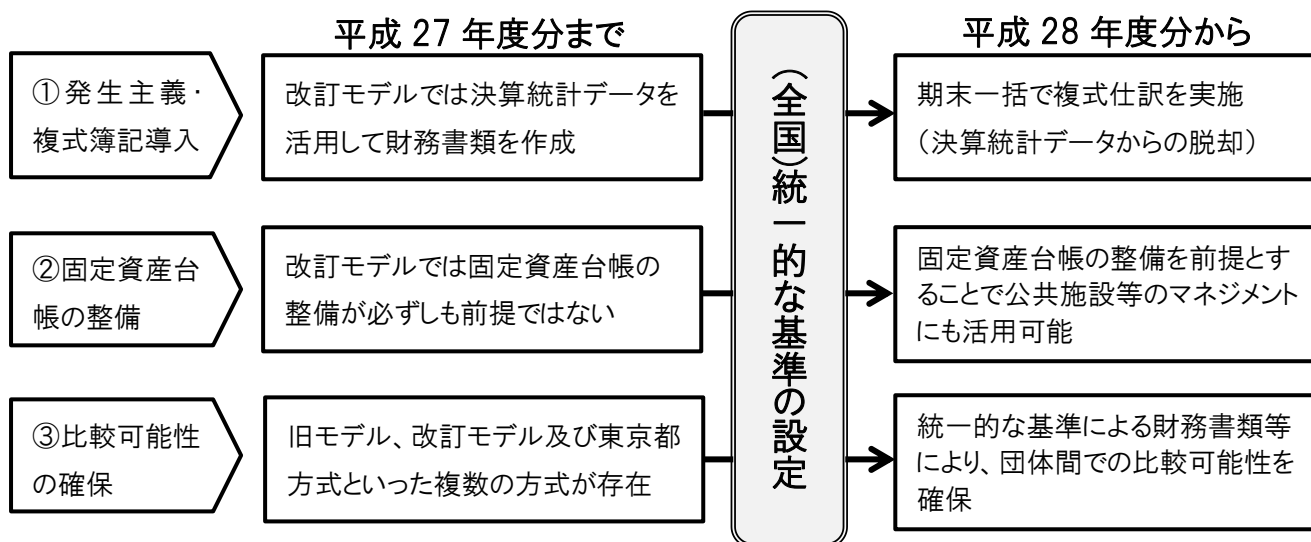 平成 27 年度分まで
平成 28 年度分から
①発生主義・
複式簿記導入
改訂モデルでは決算統計データを
活用して財務書類を作成
(全国)統一的な基準の設定
期末一括で複式仕訳を実施
(決算統計データからの脱却)
②固定資産台
帳の整備
改訂モデルでは固定資産台帳の
整備が必ずしも前提ではない
固定資産台帳の整備を前提とす
ることで公共施設等のマネジメント
にも活用可能
③比較可能性
の確保
旧モデル、改訂モデル及び東京都
方式といった複数の方式が存在
統一的な基準による財務書類等
により、団体間での比較可能性を
確保